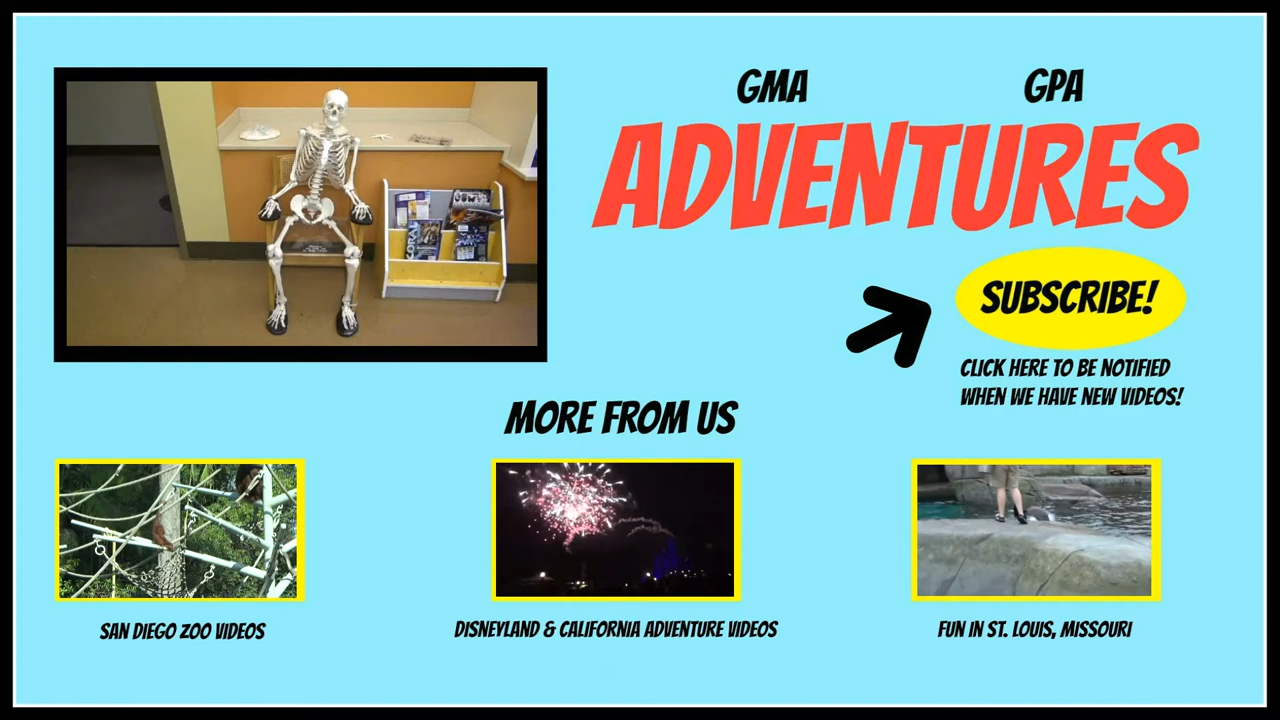 GMA GPA
ADVENTURES
SUBSCRIBE!
CLICK HERE TO BE NOTIFIED
WHEN WE HAVE NEW VIDEOS!
MORE FROM US
SAN DIEGO ZOO VIDEOS
DISNEYLAND & CALIFORNIA ADVENTURE VIDEOS
FUN IN ST. LOUIS, MISSOURI
CORAL